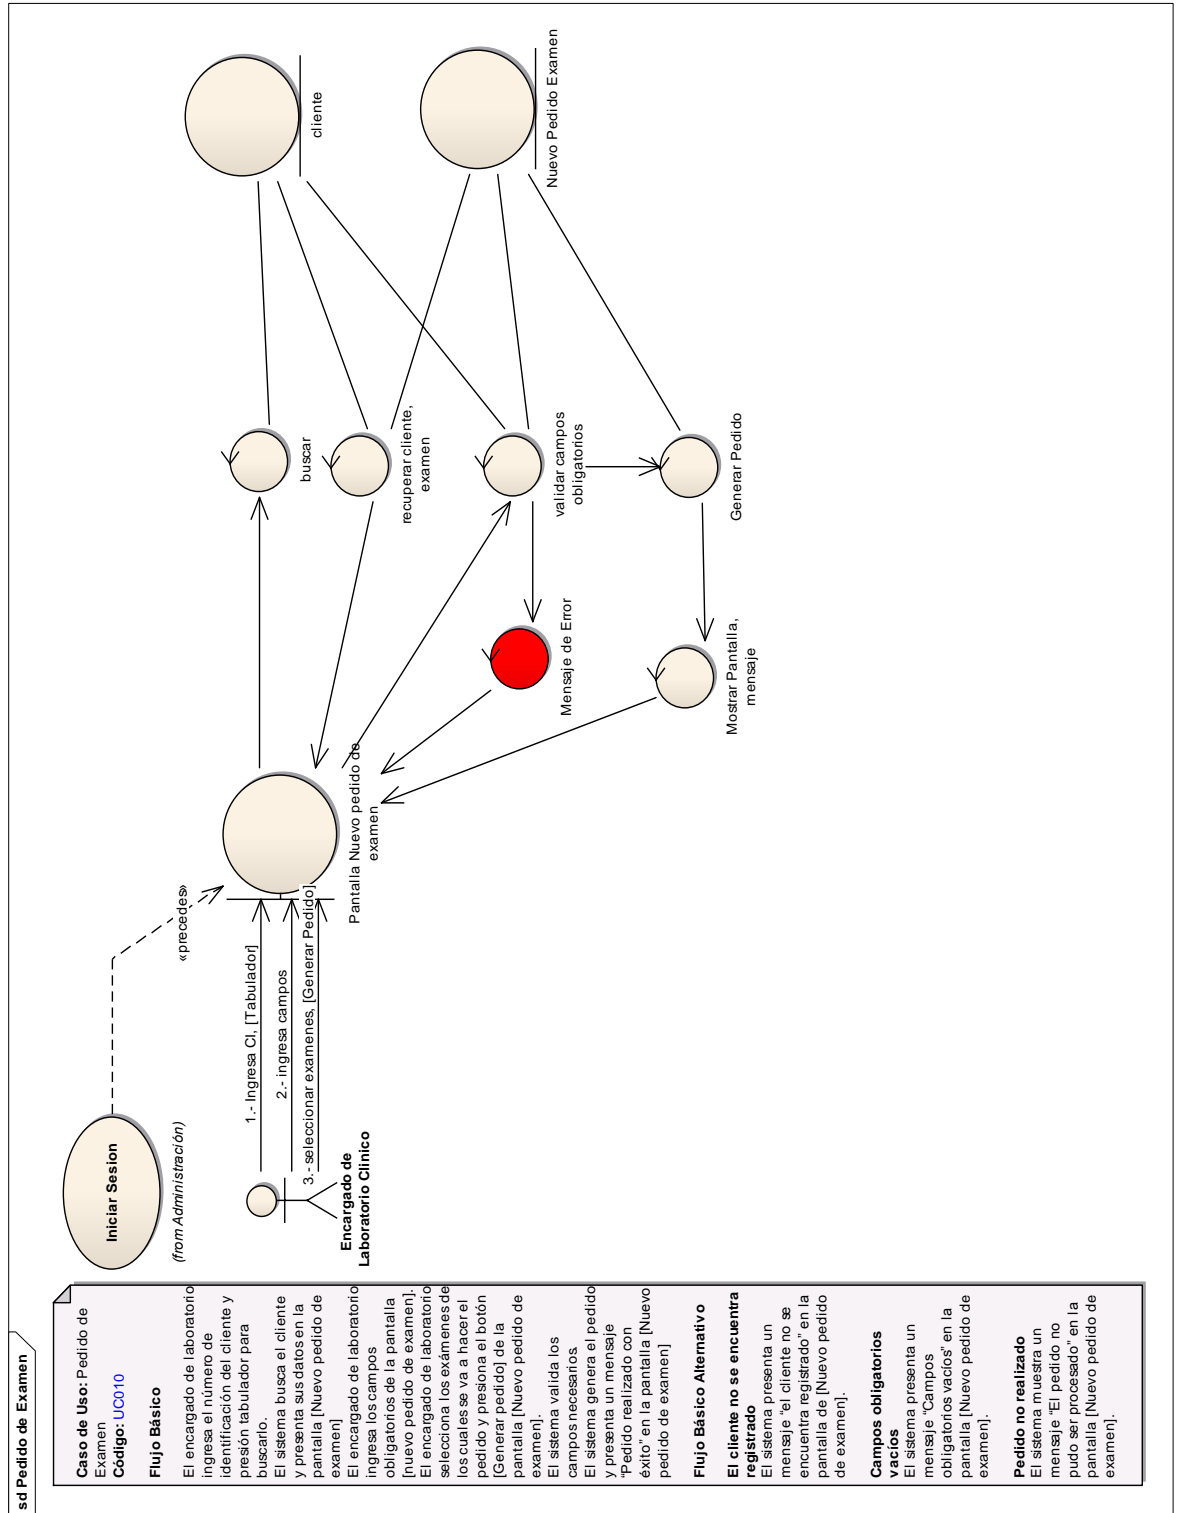 sd Pedido de Examen
Caso de Uso: Pedido de
Examen
Código: UC010
Flujo Básico
El encargado de laboratorio
ingresa el número de
identificación del cliente y
presión tabulador para
buscarlo.
El sistema busca el cliente
y presenta sus datos en la
pantalla [Nuevo pedido de
examen]
El encargado de laboratorio
ingresa los campos
obligatorios de la pantalla
[nuevo pedido de examen].
El encargado de laboratorio
selecciona los exámenes de
los cuales se va a hacer el
pedido y presiona el botón
[Generar pedido] de la
pantalla [Nuevo pedido de
examen].
El sistema valida los
campos necesarios.
El sistema genera el pedido
y presenta un mensaje
"Pedido realizado con
éxito" en la pantalla [Nuevo
pedido de examen]
Flujo Básico Alternativo
El cliente no se encuentra
registrado
El sistema presenta un
mensaje "el cliente no se
encuentra registrado" en la
pantalla de [Nuevo pedido
de examen].
Campos obligatorios
vacíos
El sistema presenta un
mensaje "Campos
obligatorios vacíos" en la
pantalla [Nuevo pedido de
examen].
Pedido no realizado
El sistema muestra un
mensaje "El pedido no
pudo ser procesado" en la
pantalla [Nuevo pedido de
examen].
Iniciar Sesion
(from Administración)
«precedes»
Encargado de
Laboratorio Clinico
1.- Ingresa CI, [Tabulador]
2.- ingresa campos
3.- seleccionar examenes, [Generar Pedido]
Pantalla Nuevo pedido de
examen
buscar
recuperar cliente,
examen
validar campos
obligatorios
Generar Pedido
Mensaje de Error
Mostrar Pantalla,
mensaje
cliente
Nuevo Pedido Examen